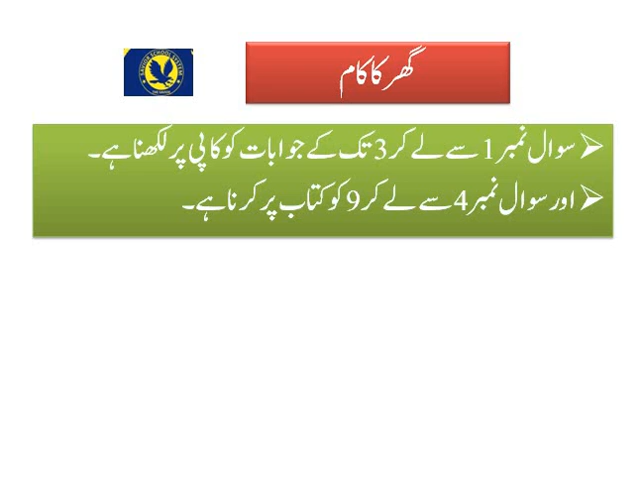 گھر کا کام
سوال نمبر 1 سے لے کر 3 تک کے جوابات کو کاپی پر لکھنا ہے۔
اور سوال نمبر 4 سے لے کر 9 کو کتاب پر کرنا ہے۔